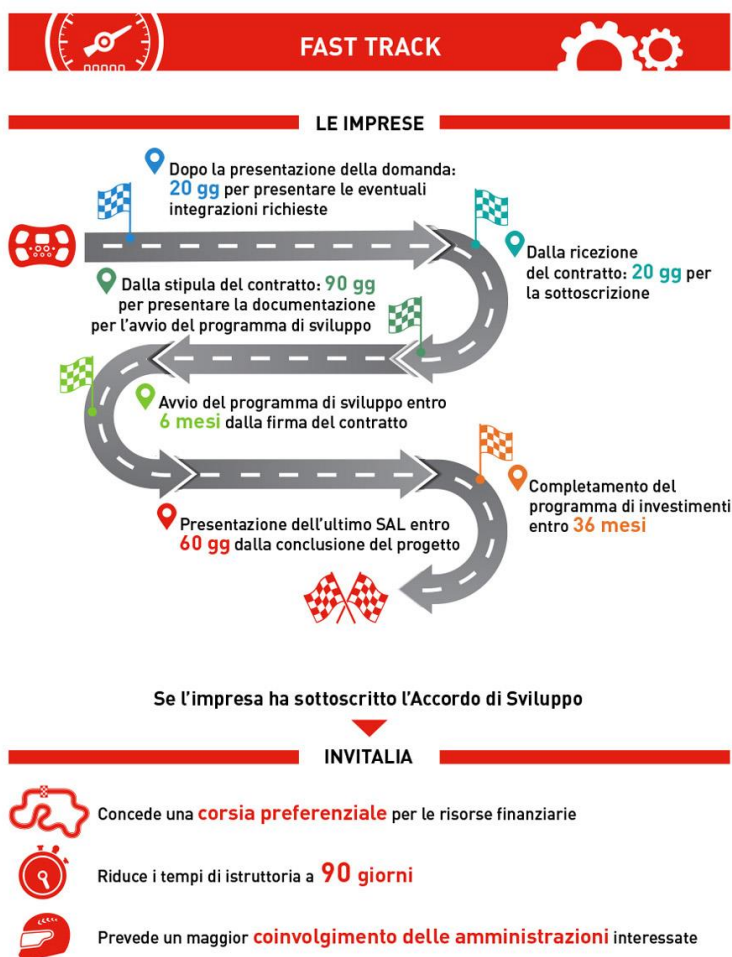 FAST TRACK
LE IMPRESE
Dopo la presentazione della domanda:
20 gg per presentare le eventuali
integrazioni richieste
Dalla ricezione
del contratto: 20 gg per
la sottoscrizione
Dalla stipula del contratto: 90 gg
per presentare la documentazione
per l'avvio del programma di sviluppo
Avvio del programma di sviluppo entro
6 mesi dalla firma del contratto
Completamento del
programma di investimenti
entro 36 mesi
Presentazione dell'ultimo SAL entro
60 gg dalla conclusione del progetto
Se l'impresa ha sottoscritto l'Accordo di Sviluppo
INVITALIA
Concede una corsia preferenziale per le risorse finanziarie
Riduce i tempi di istruttoria a 90 giorni
Prevede un maggior coinvolgimento delle amministrazioni interessate